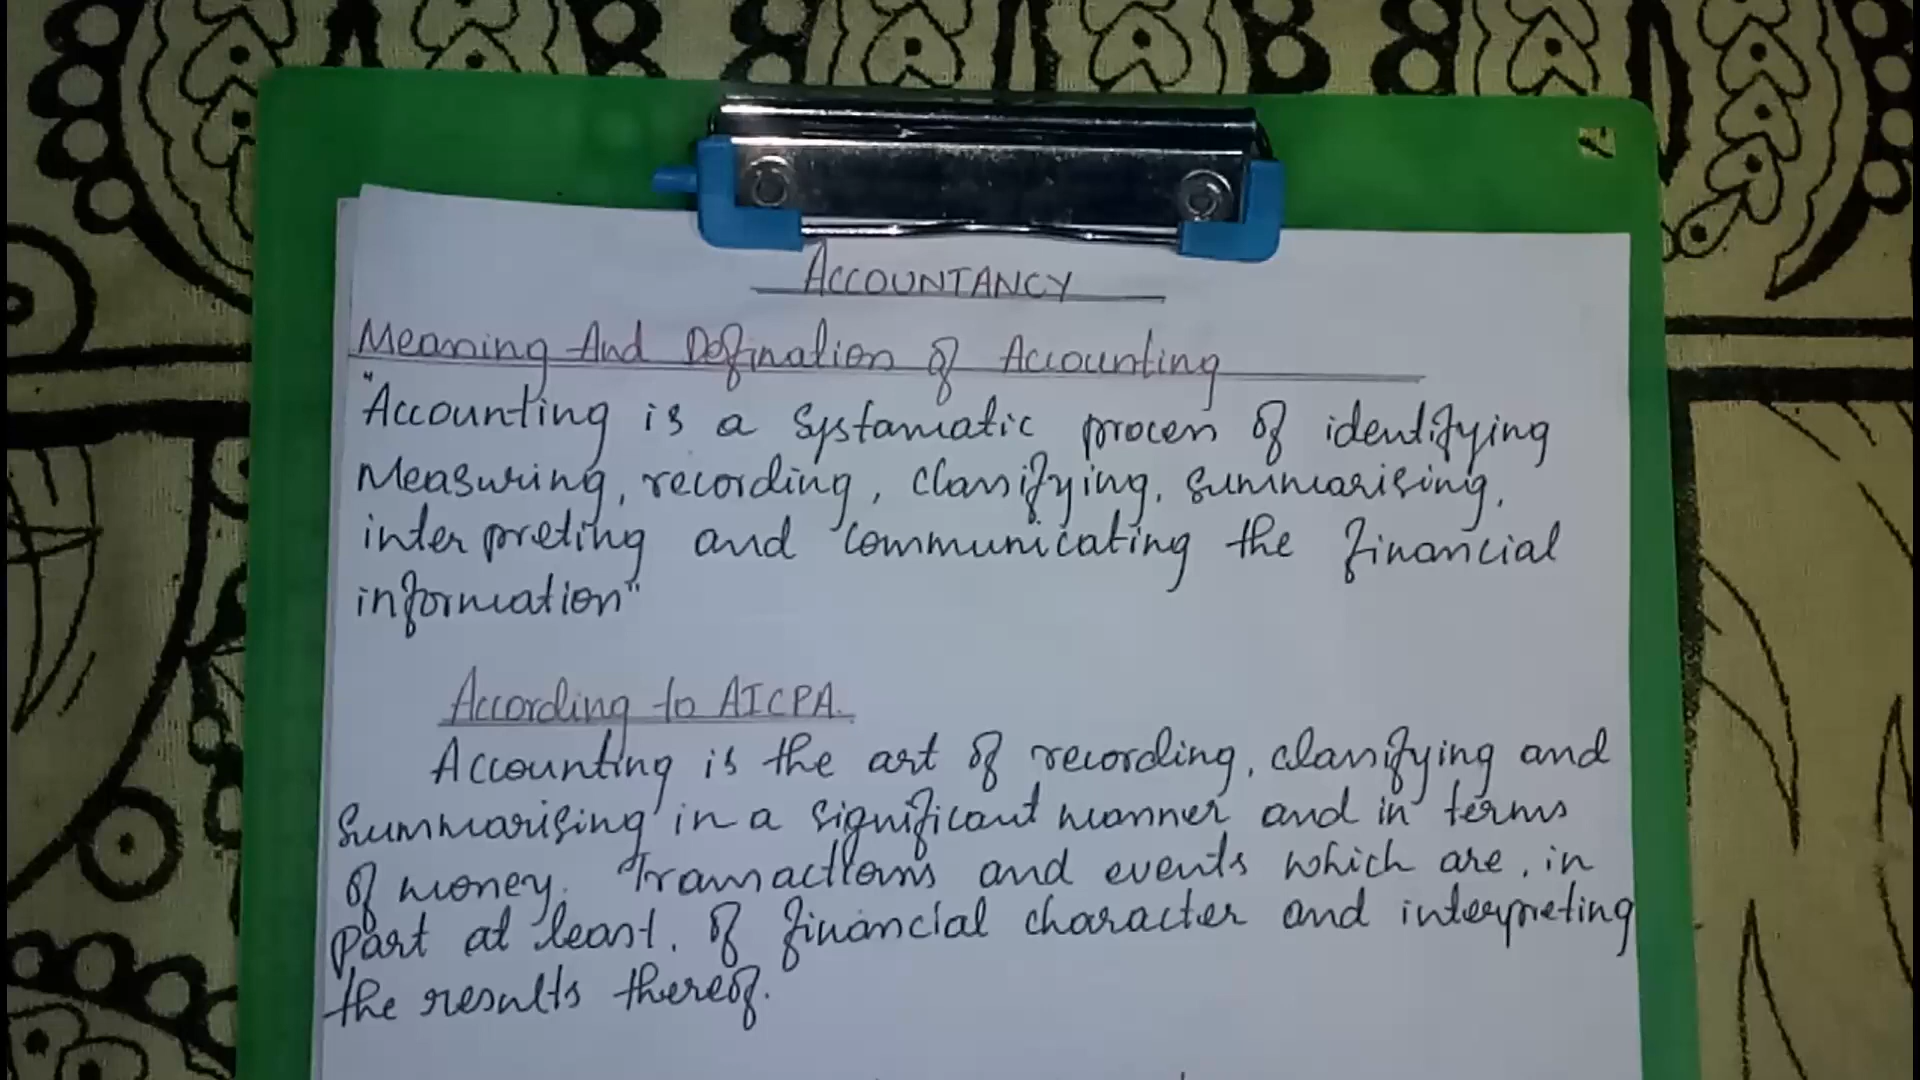 ACCOUNTANCY
Meaning And Defination of Accounting
"Accounting is a Systamatic process of identifying
Measuring, recording, classifying, summarising,
interpreting and communicating the financial
information"
According to AICPA.
Accounting is the art of recording, classifying and
Summarising in a significant manner and in terms
of money. Transactions and events which are, in
part at least, of financial character and interpreting
the results thereof.